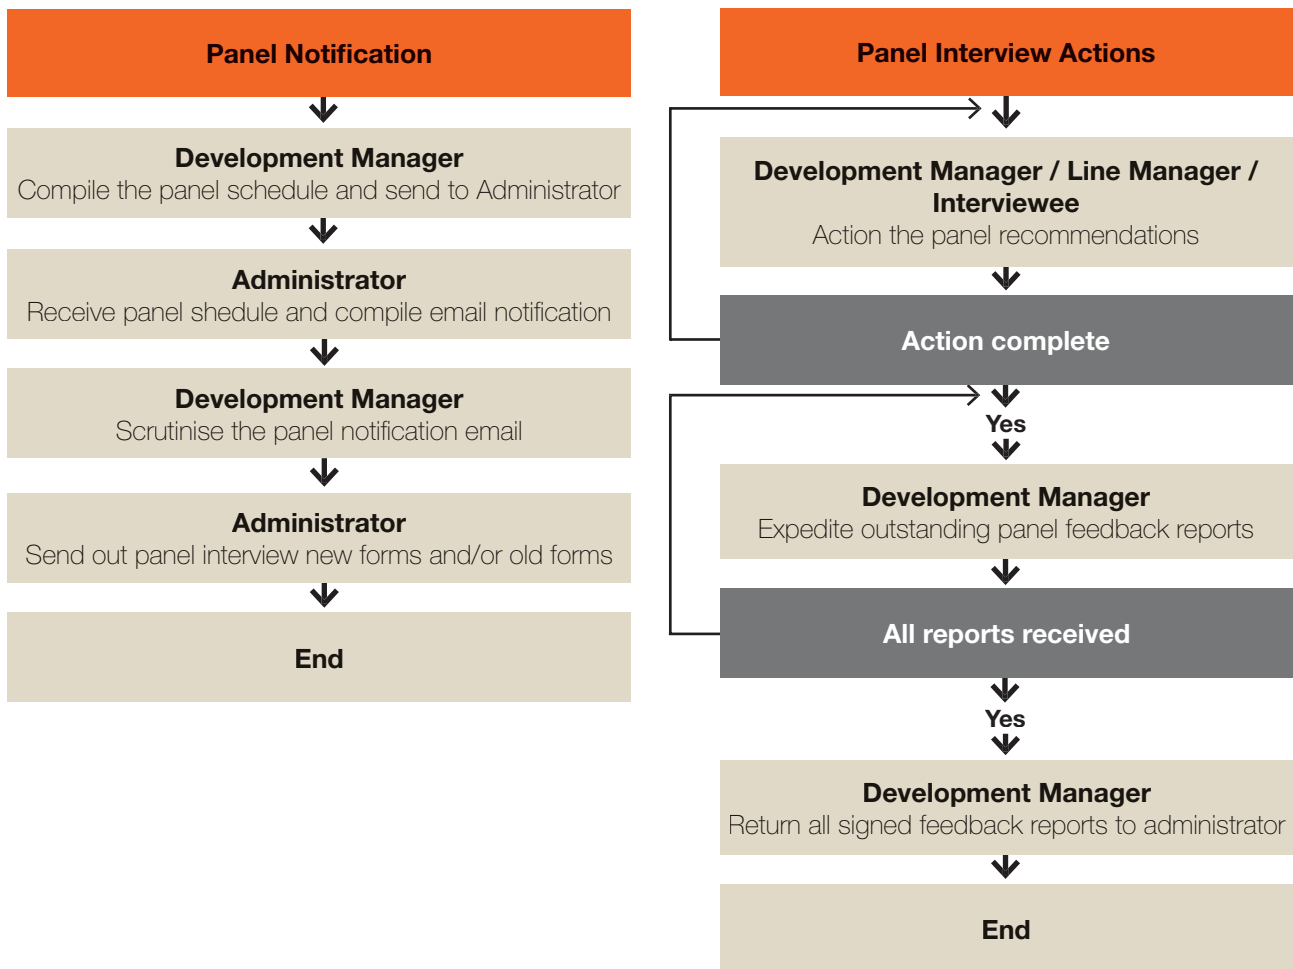 Panel Notification
Development Manager
Compile the panel schedule and send to Administrator
Administrator
Receive panel shedule and compile email notification
Development Manager
Scrutinise the panel notification email
Administrator
Send out panel interview new forms and/or old forms
End
Panel Interview Actions
Development Manager / Line Manager /
Interviewee
Action the panel recommendations
Action complete
Yes
Development Manager
Expedite outstanding panel feedback reports
All reports received
Yes
Development Manager
Return all signed feedback reports to administrator
End